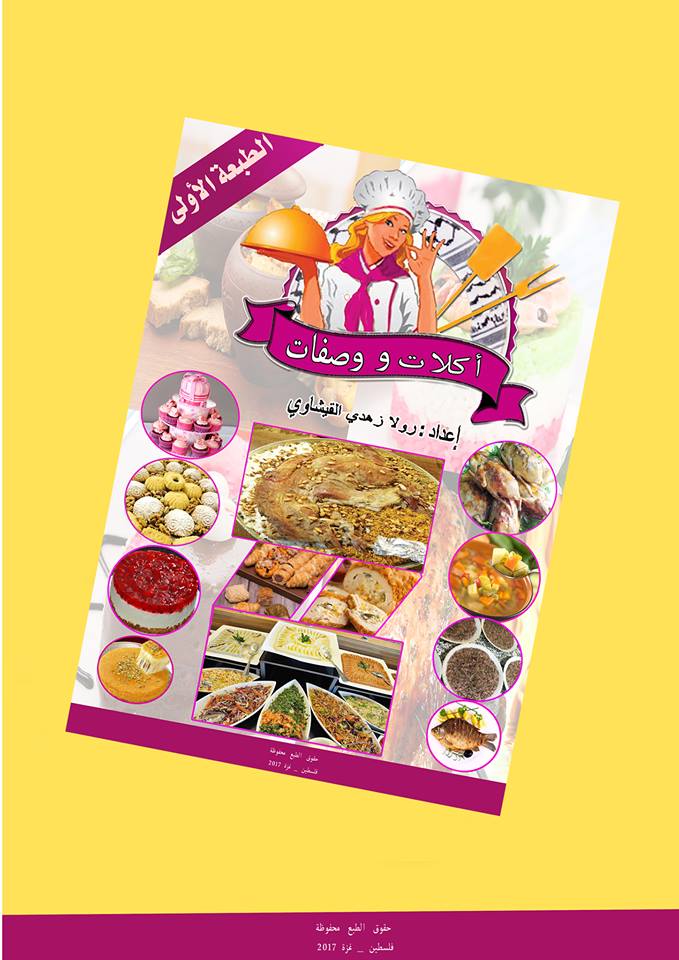 الطبعة الأولى
أكلات و وصفات
إعداد : رولا زهدي القيشاوي
حقوق الطبع محفوظة
فلسطين _ غزة 2017
حقوق الطبع محفوظة
فلسطين _ غزة 2017